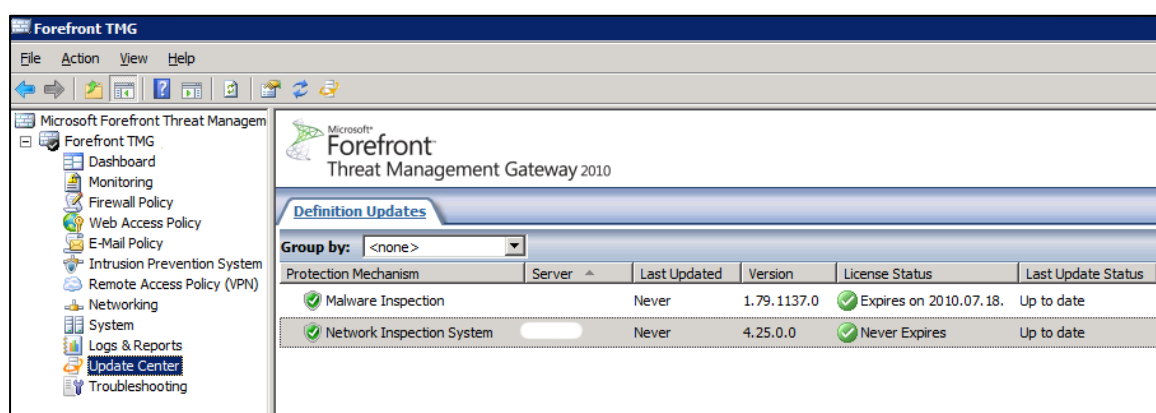 Forefront TMG
File Action View Help
Microsoft Forefront Threat Managem
Forefront TMG
Dashboard
Monitoring
Firewall Policy
Web Access Policy
E-Mail Policy
Intrusion Prevention System
Remote Access Policy (VPN)
Networking
System
Logs & Reports
Update Center
Troubleshooting
Microsoft
Forefront
Threat Management Gateway 2010
Definition Updates
Group by: <none>
Protection Mechanism Server Last Updated Version License Status Last Update Status
Malware Inspection Never 1.79.1137.0 Expires on 2010.07.18. Up to date
Network Inspection System Never 4.25.0.0 Never Expires Up to date